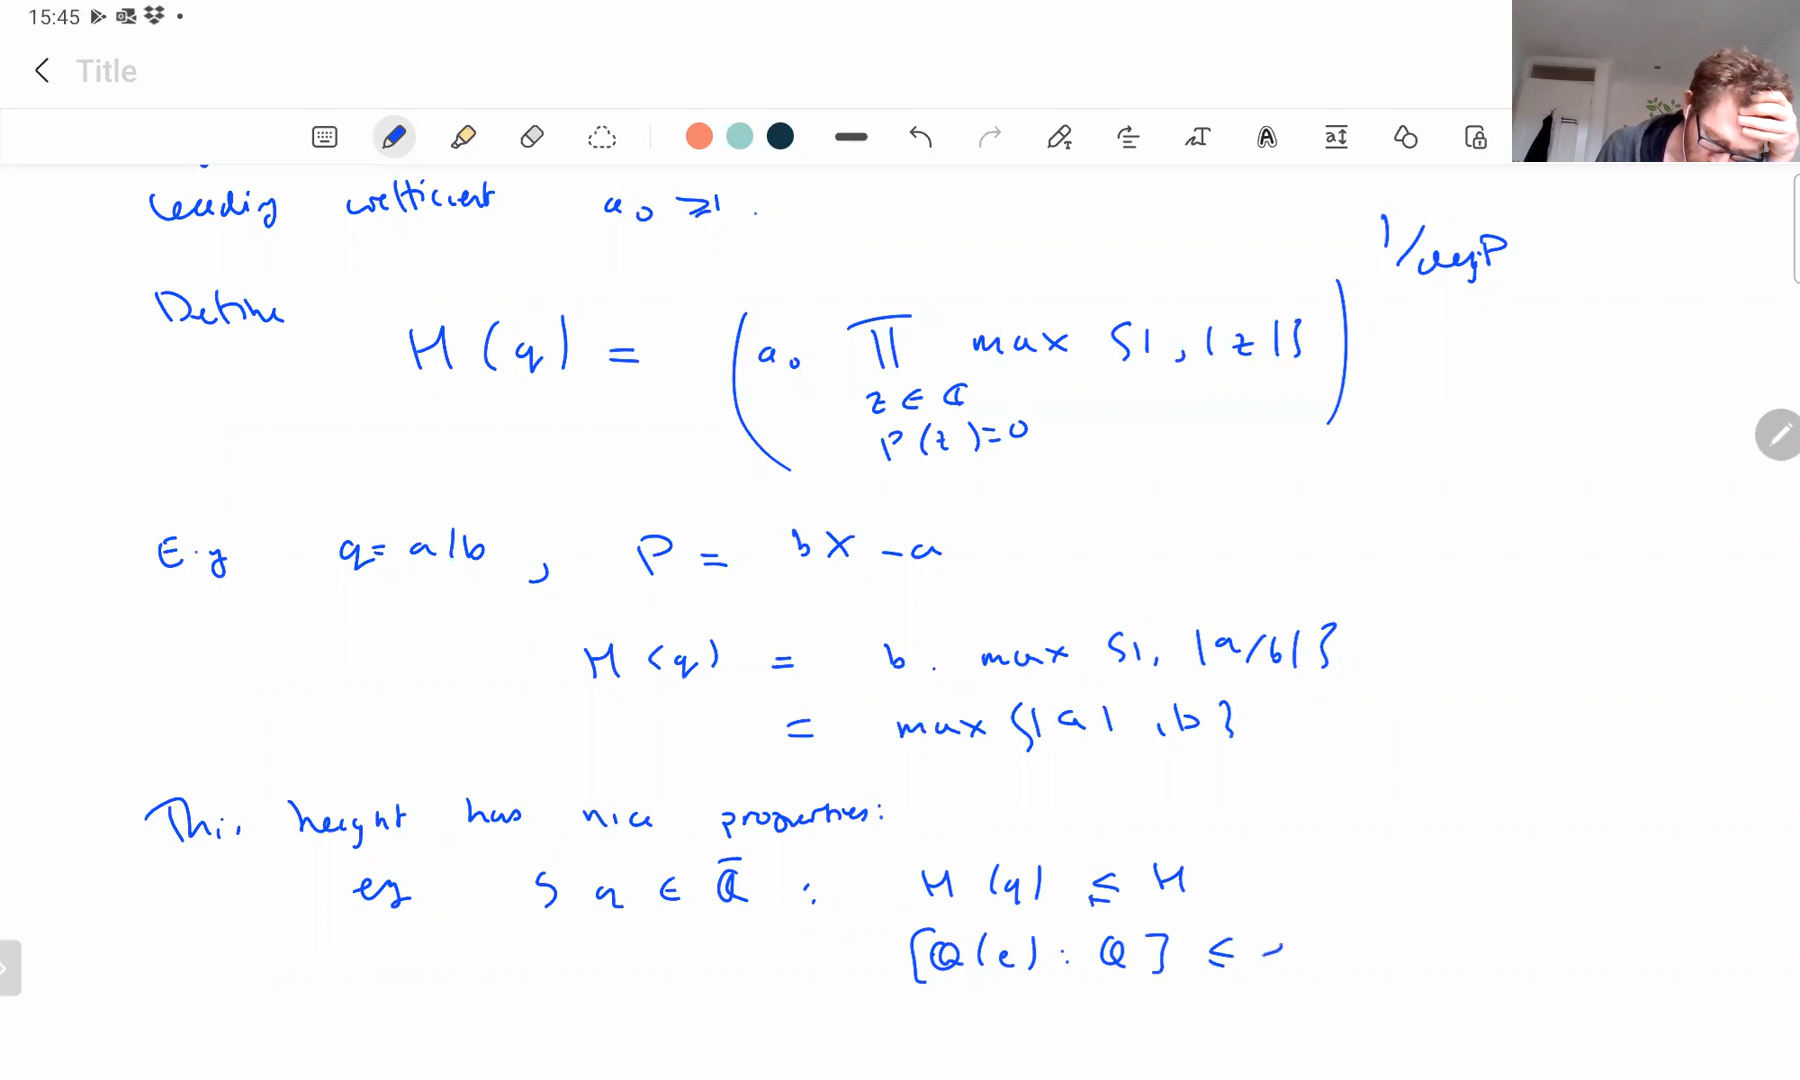 15:45
Title
leading coefficient a₀ ⩾1.
Define H(q) = (a₀ ∏ max {1, |z|})^{1/deg P}
z ∈ ℂ
P(z)=0
E.g q= a/b, P = bX - a
H(q) = b. max {1, |a/b|}
= max {|a|, b}
This height has nice properties:
eg { q ∈ ℚ̄ : H(q) ≤ H
[ℚ(e) : ℚ] ≤